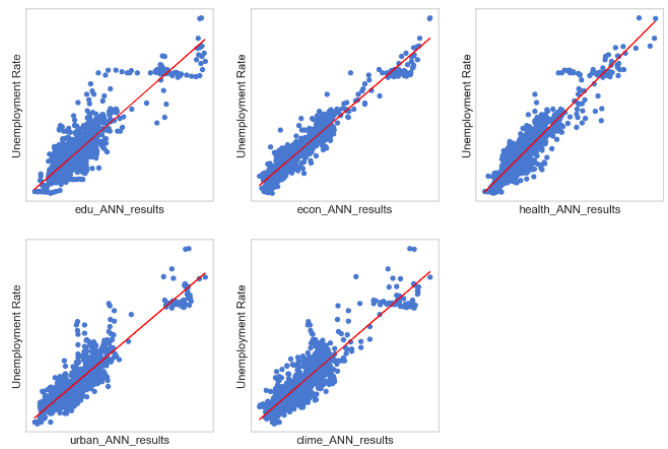 Unemployment Rate
edu_ANN_results
Unemployment Rate
econ_ANN_results
Unemployment Rate
health_ANN_results
Unemployment Rate
urban_ANN_results
Unemployment Rate
clime_ANN_results